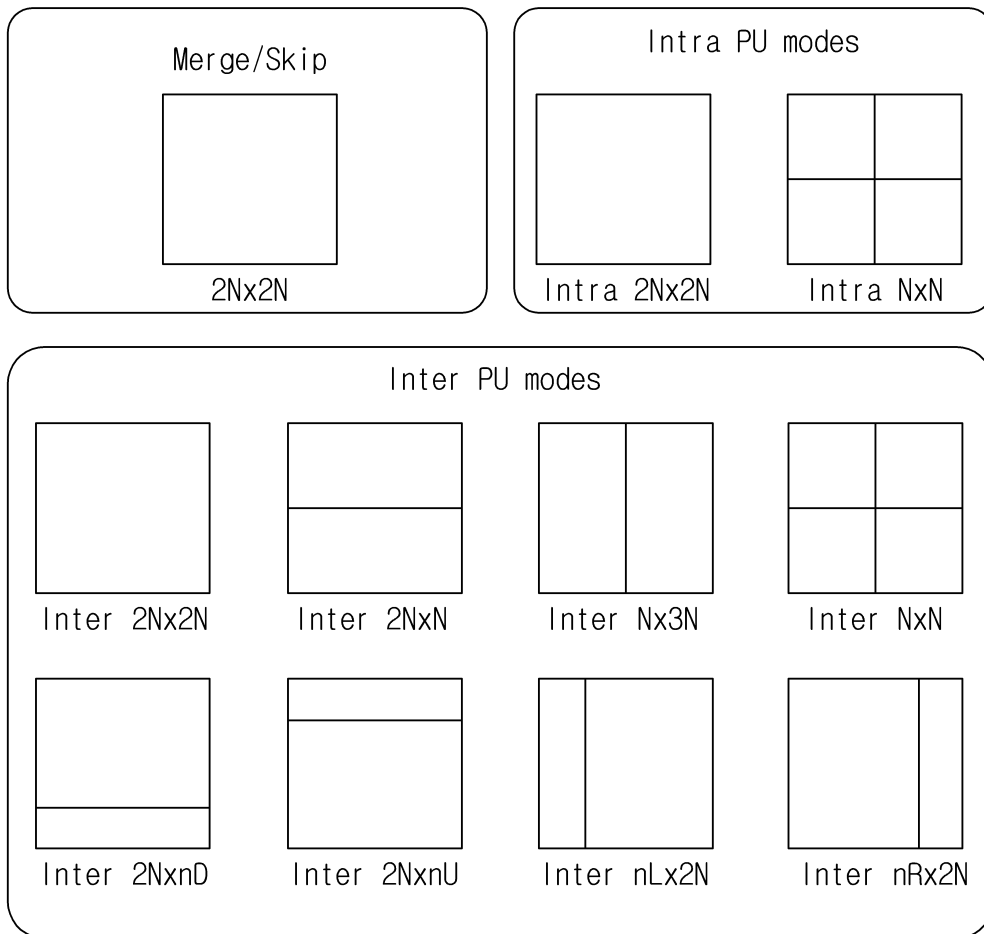 Merge/Skip
2Nx2N
Intra PU modes
Intra 2Nx2N
Intra NxN
Inter PU modes
Inter 2Nx2N
Inter 2NxN
Inter Nx3N
Inter NxN
Inter 2NxnD
Inter 2NxnU
Inter nLx2N
Inter nRx2N